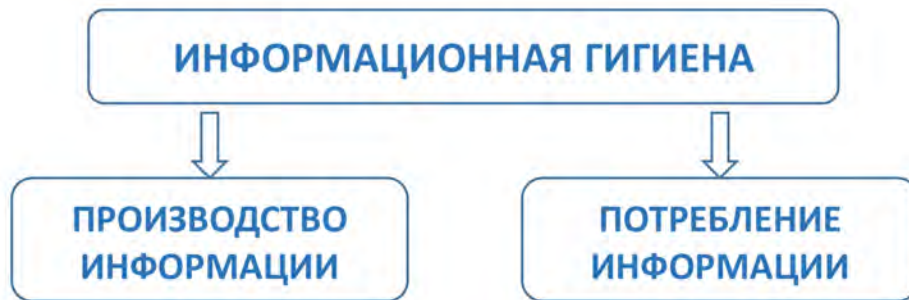 ИНФОРМАЦИОННАЯ ГИГИЕНА
ПРОИЗВОДСТВО
ИНФОРМАЦИИ
ПОТРЕБЛЕНИЕ
ИНФОРМАЦИИ